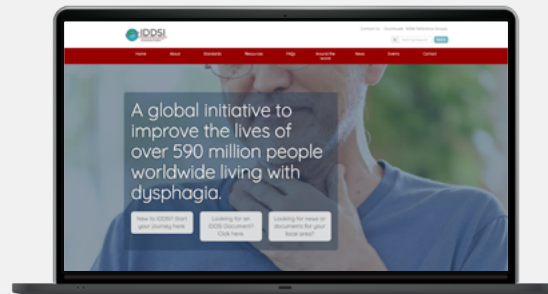 IDDSI
Home About Standards Resources FAQs Around the World News Events Contact
A global initiative to
improve the lives of
over 590 million people
worldwide living with
dysphagia.
New to IDDSI? Start
your journey here.
Looking for an
IDDSI Document?
Click here.
Looking for news or
documents for your
local area?